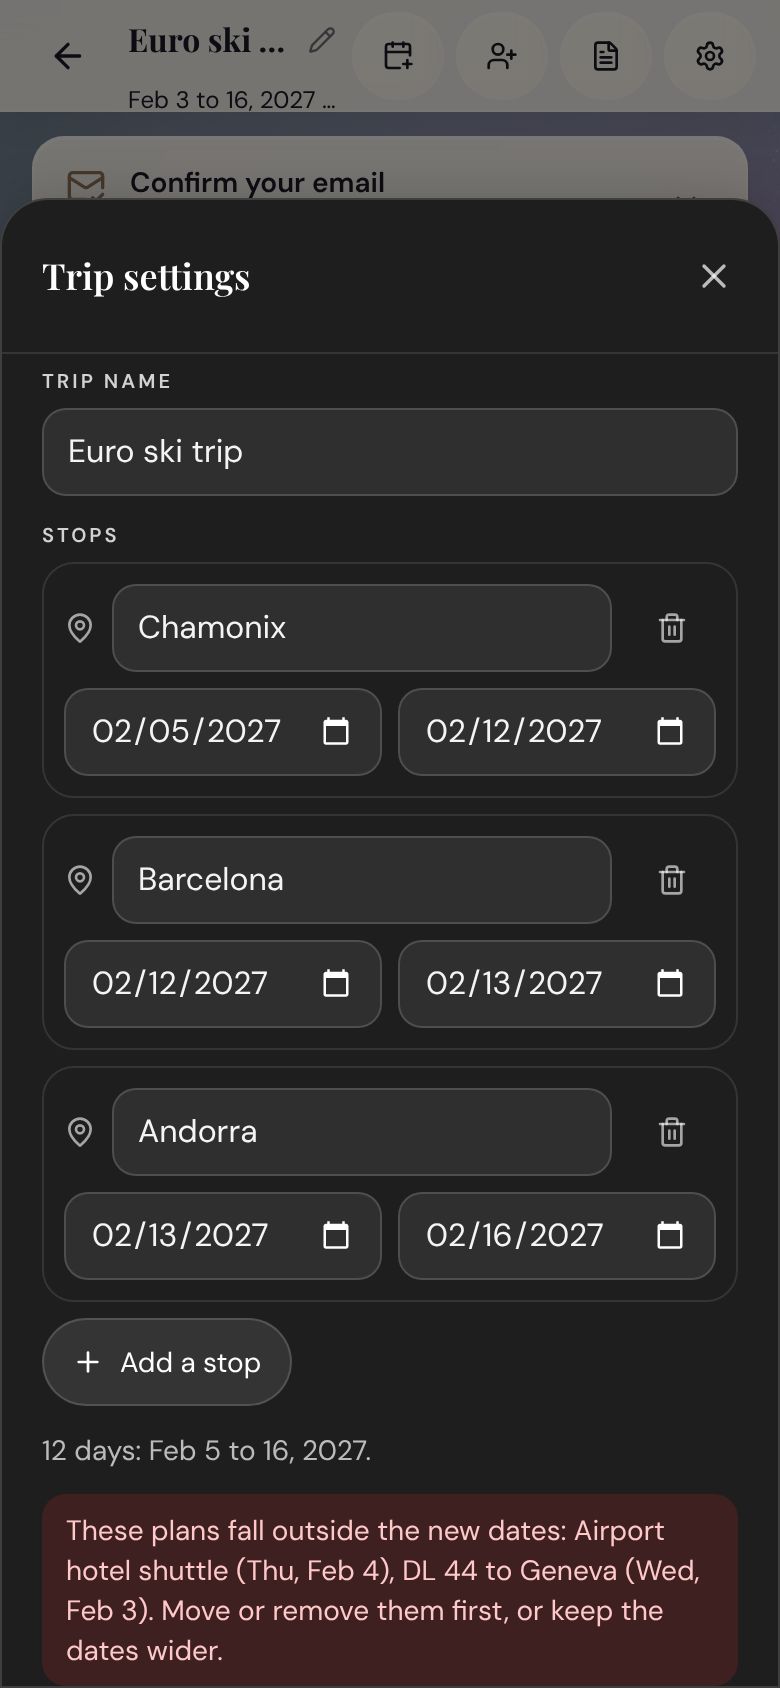 Euro ski ...
Feb 3 to 16, 2027 ...
Confirm your email
Trip settings
TRIP NAME
Euro ski trip
STOPS
Chamonix
02/05/2027
02/12/2027
Barcelona
02/12/2027
02/13/2027
Andorra
02/13/2027
02/16/2027
Add a stop
12 days: Feb 5 to 16, 2027.
These plans fall outside the new dates: Airport
hotel shuttle (Thu, Feb 4), DL 44 to Geneva (Wed,
Feb 3). Move or remove them first, or keep the
dates wider.